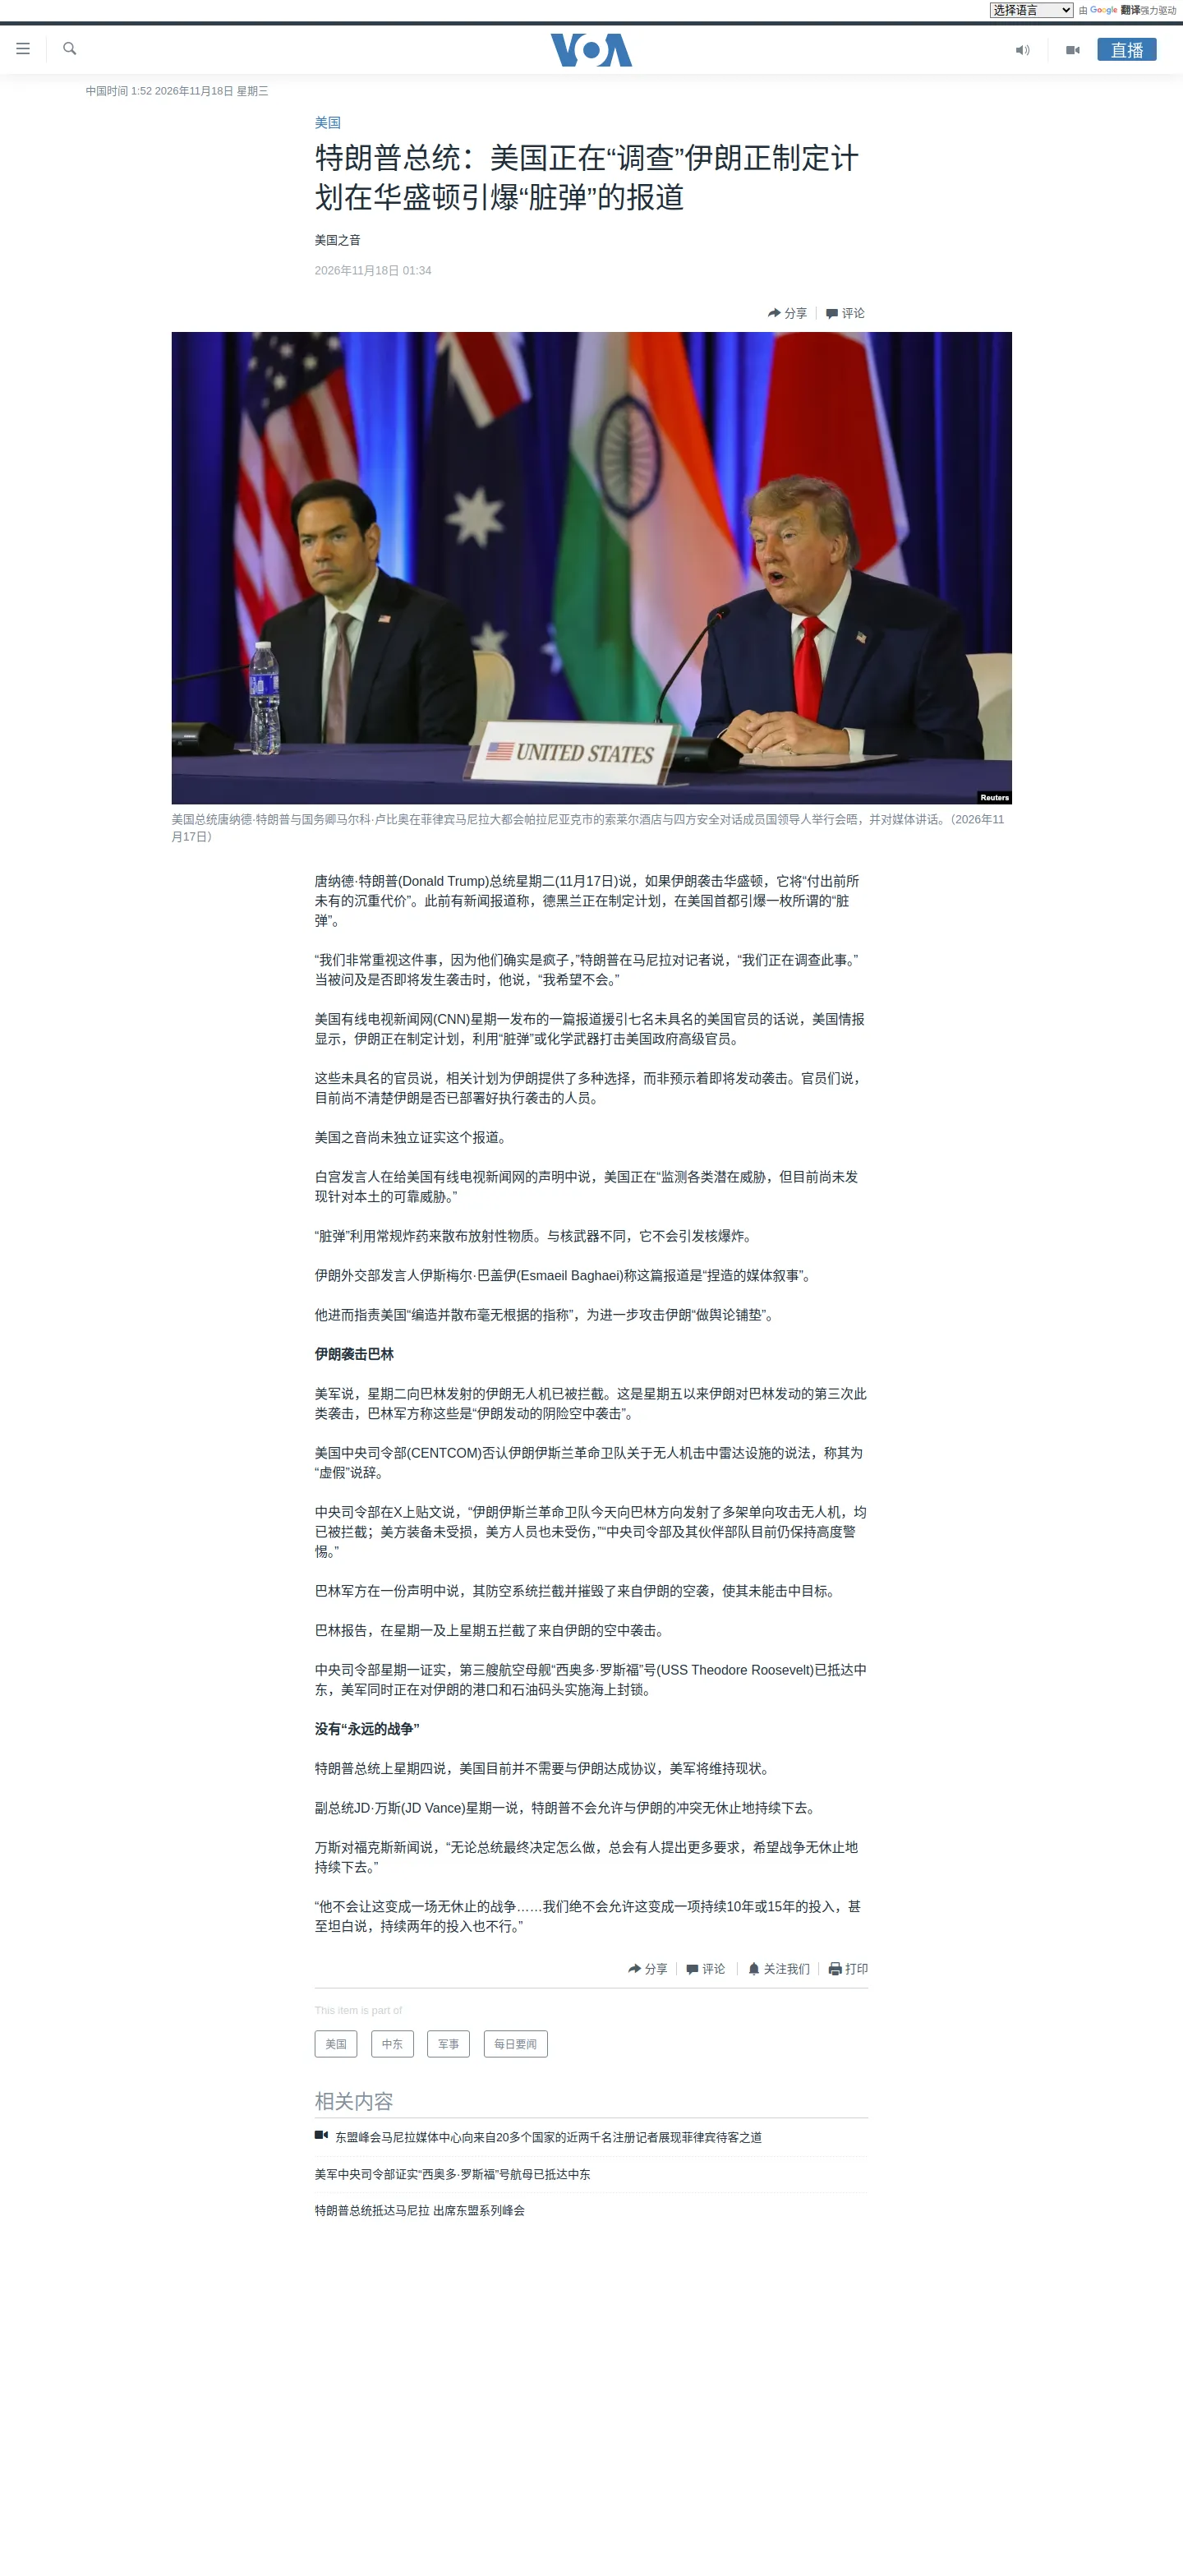 选择语言
由 Google 翻译强力驱动
VOA
直播
中国时间 1:52 2026年11月18日 星期三
美国
特朗普总统：美国正在“调查”伊朗正制定计
划在华盛顿引爆“脏弹”的报道
美国之音
2026年11月18日 01:34
分享
评论
UNITED STATES
Reuters
美国总统唐纳德·特朗普与国务卿马尔科·卢比奥在菲律宾马尼拉大都会帕拉尼亚克市的索莱尔酒店与四方安全对话成员国领导人举行会晤，并对媒体讲话。（2026年11
月17日）
唐纳德·特朗普(Donald Trump)总统星期二(11月17日)说，如果伊朗袭击华盛顿，它将“付出前所
未有的沉重代价”。此前有新闻报道称，德黑兰正在制定计划，在美国首都引爆一枚所谓的“脏
弹”。
“我们非常重视这件事，因为他们确实是疯子，”特朗普在马尼拉对记者说，“我们正在调查此事。”
当被问及是否即将发生袭击时，他说，“我希望不会。”
美国有线电视新闻网(CNN)星期一发布的一篇报道援引七名未具名的美国官员的话说，美国情报
显示，伊朗正在制定计划，利用“脏弹”或化学武器打击美国政府高级官员。
这些未具名的官员说，相关计划为伊朗提供了多种选择，而非预示着即将发动袭击。官员们说，
目前尚不清楚伊朗是否已部署好执行袭击的人员。
美国之音尚未独立证实这个报道。
白宫发言人在给美国有线电视新闻网的声明中说，美国正在“监测各类潜在威胁，但目前尚未发
现针对本土的可靠威胁。”
“脏弹”利用常规炸药来散布放射性物质。与核武器不同，它不会引发核爆炸。
伊朗外交部发言人伊斯梅尔·巴盖伊(Esmaeil Baghaei)称这篇报道是“捏造的媒体叙事”。
他进而指责美国“编造并散布毫无根据的指称”，为进一步攻击伊朗“做舆论铺垫”。
伊朗袭击巴林
美军说，星期二向巴林发射的伊朗无人机已被拦截。这是星期五以来伊朗对巴林发动的第三次此
类袭击，巴林军方称这些是“伊朗发动的阴险空中袭击”。
美国中央司令部(CENTCOM)否认伊朗伊斯兰革命卫队关于无人机击中雷达设施的说法，称其为
“虚假”说辞。
中央司令部在X上贴文说，“伊朗伊斯兰革命卫队今天向巴林方向发射了多架单向攻击无人机，均
已被拦截；美方装备未受损，美方人员也未受伤，”“中央司令部及其伙伴部队目前仍保持高度警
惕。”
巴林军方在一份声明中说，其防空系统拦截并摧毁了来自伊朗的空袭，使其未能击中目标。
巴林报告，在星期一及上星期五拦截了来自伊朗的空中袭击。
中央司令部星期一证实，第三艘航空母舰“西奥多·罗斯福”号(USS Theodore Roosevelt)已抵达中
东，美军同时正在对伊朗的港口和石油码头实施海上封锁。
没有“永远的战争”
特朗普总统上星期四说，美国目前并不需要与伊朗达成协议，美军将维持现状。
副总统JD·万斯(JD Vance)星期一说，特朗普不会允许与伊朗的冲突无休止地持续下去。
万斯对福克斯新闻说，“无论总统最终决定怎么做，总会有人提出更多要求，希望战争无休止地
持续下去。”
“他不会让这变成一场无休止的战争……我们绝不会允许这变成一项持续10年或15年的投入，甚
至坦白说，持续两年的投入也不行。”
分享
评论
关注我们
打印
This item is part of
美国
中东
军事
每日要闻
相关内容
东盟峰会马尼拉媒体中心向来自20多个国家的近两千名注册记者展现菲律宾待客之道
美军中央司令部证实“西奥多·罗斯福”号航母已抵达中东
特朗普总统抵达马尼拉 出席东盟系列峰会